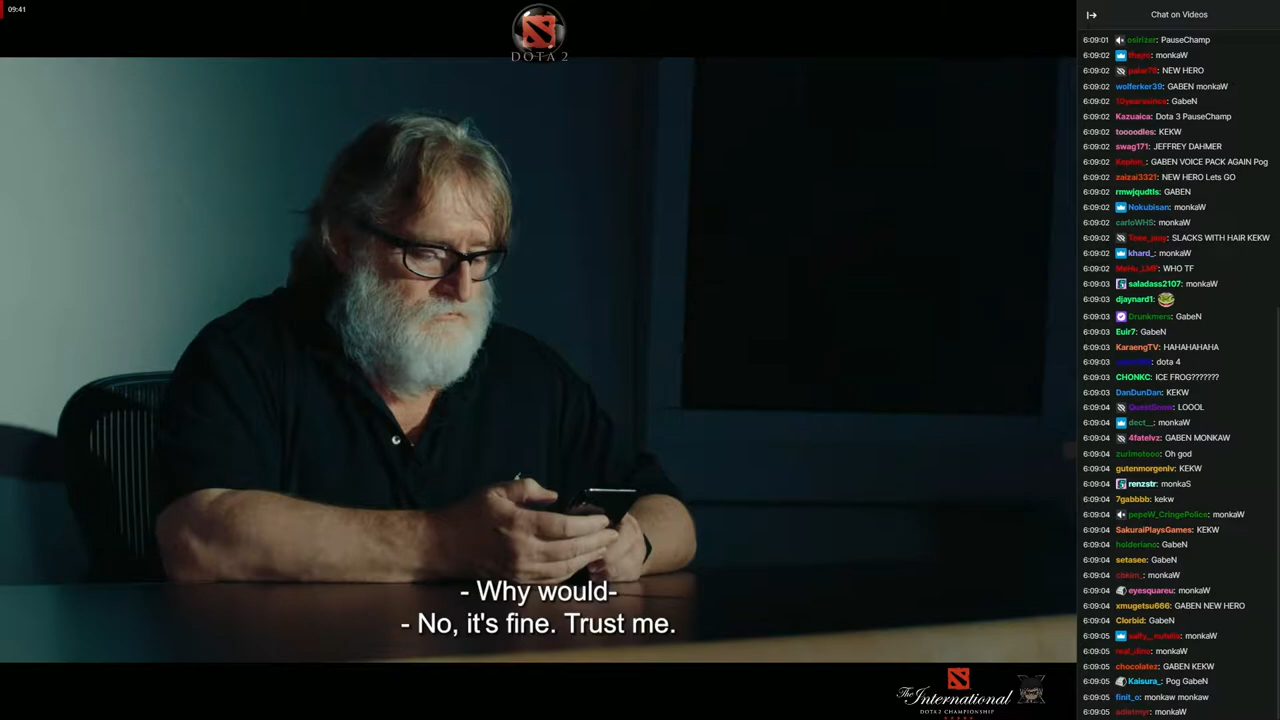 09:41
DOTA 2
- Why would-
- No, it's fine. Trust me.
The International
DOTA 2 CHAMPIONSHIP
Chat on Videos
6:09:01 osirizer: PauseChamp
6:09:02 monkaW
6:09:02 NEW HERO
6:09:02 wolferker39: GABEN monkaW
6:09:02 GabeN
6:09:02 Kazuaica: Dota 3 PauseChamp
6:09:02 toooodles: KEKW
6:09:02 swag171: JEFFREY DAHMER
6:09:02 GABEN VOICE PACK AGAIN Pog
6:09:02 zaizai3321: NEW HERO Lets GO
6:09:02 rmwjqudtls: GABEN
6:09:02 Nokubisan: monkaW
6:09:02 carloWHS: monkaW
6:09:02 SLACKS WITH HAIR KEKW
6:09:02 khard_: monkaW
6:09:02 WHO TF
6:09:03 saladass2107: monkaW
6:09:03 djaynard1:
6:09:03 Drunkmers: GabeN
6:09:03 Euir7: GabeN
6:09:03 KaraengTV: HAHAHAHAHA
6:09:03 dota 4
6:09:03 CHONKC: ICE FROG???????
6:09:03 DanDunDan: KEKW
6:09:04 LOOOL
6:09:04 dect__: monkaW
6:09:04 4fatelvz: GABEN MONKAW
6:09:04 zurimotooo: Oh god
6:09:04 gutenmorgenlv: KEKW
6:09:04 renzstr: monkaS
6:09:04 7gabbbb: kekw
6:09:04 pepeW_CringePolice: monkaW
6:09:04 SakuraiPlaysGames: KEKW
6:09:04 holderiano: GabeN
6:09:04 setasee: GabeN
6:09:04 monkaW
6:09:04 eyesquareu: monkaW
6:09:04 xmugetsu666: GABEN NEW HERO
6:09:04 Clorbid: GabeN
6:09:05 monkaW
6:09:05 real_dino: monkaW
6:09:05 chocolatez: GABEN KEKW
6:09:05 Kaisura_: Pog GabeN
6:09:05 finit_o: monkaw monkaw
6:09:05 monkaW